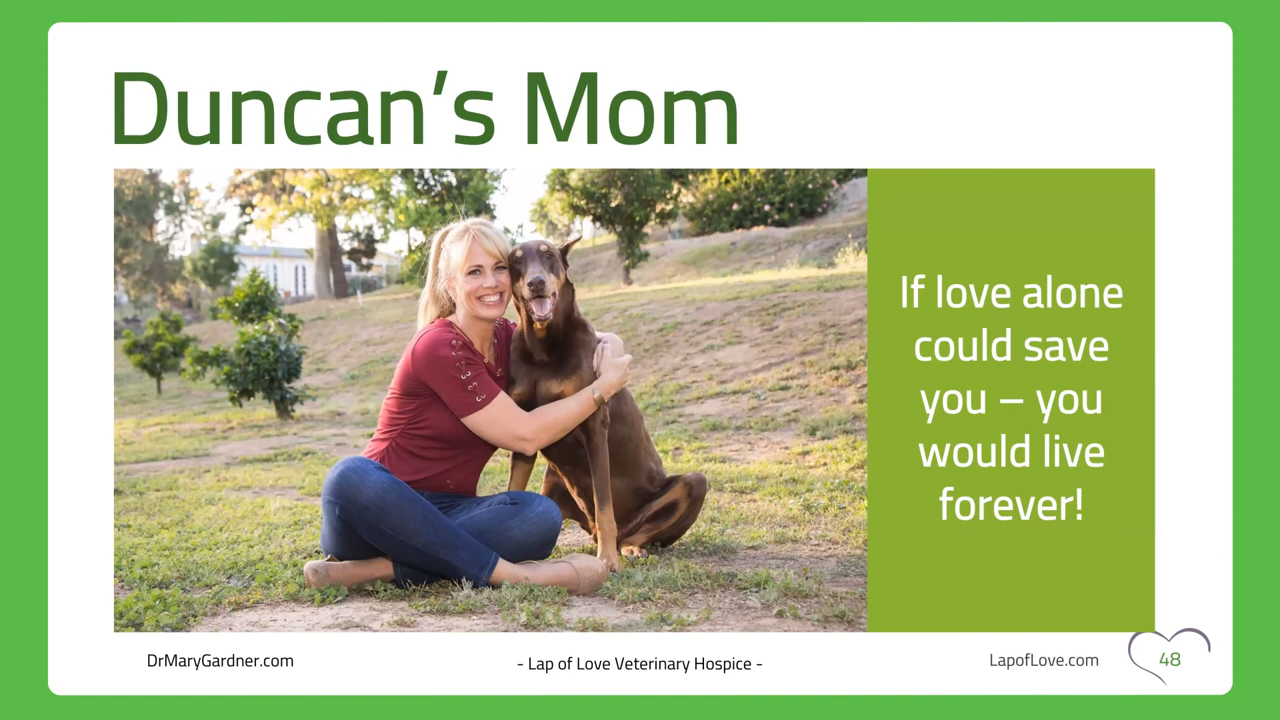 Duncan’s Mom
If love alone
could save
you – you
would live
forever!
DrMaryGardner.com
- Lap of Love Veterinary Hospice -
LapofLove.com
48